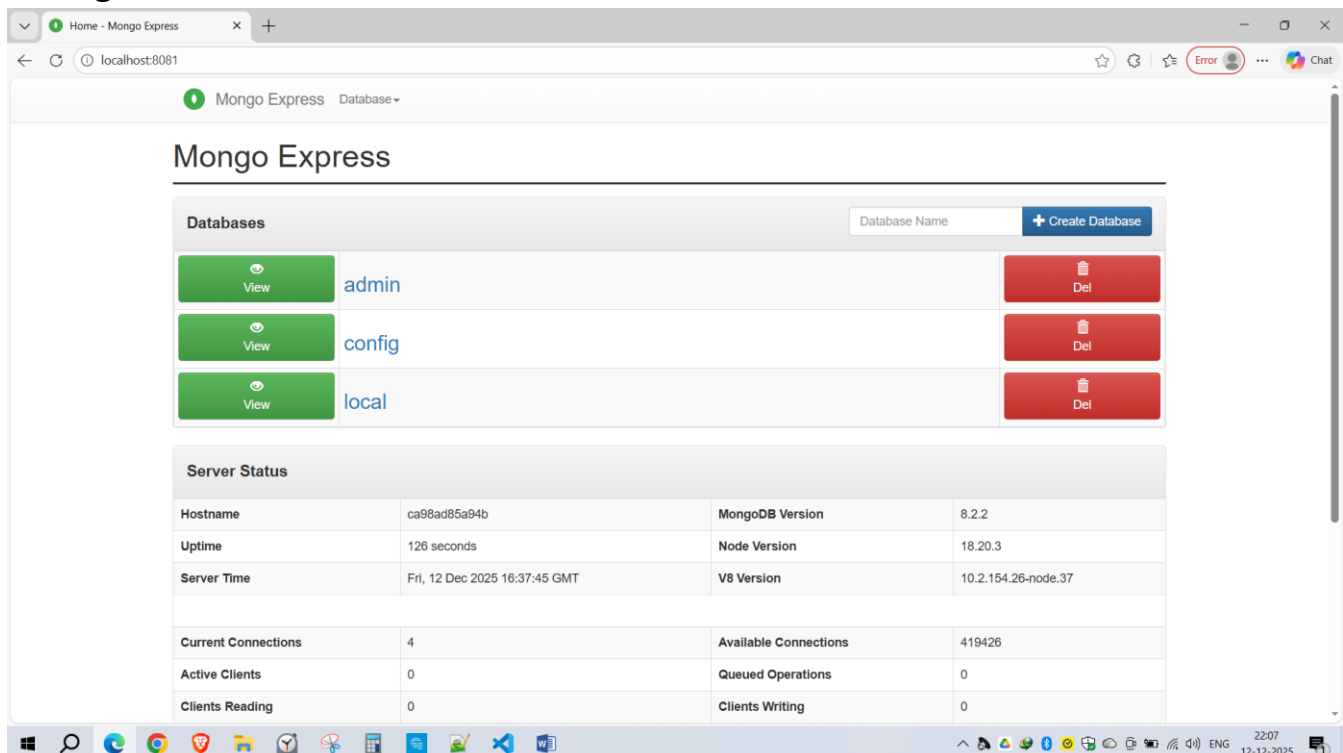 Home - Mongo Express
localhost:8081
Error
Chat
Mongo Express Database
Mongo Express
Databases
Database Name
Create Database
View
admin
Del
View
config
Del
View
local
Del
Server Status
Hostname ca98ad85a94b MongoDB Version 8.2.2
Uptime 126 seconds Node Version 18.20.3
Server Time Fri, 12 Dec 2025 16:37:45 GMT V8 Version 10.2.154.26-node.37
Current Connections 4 Available Connections 419426
Active Clients 0 Queued Operations 0
Clients Reading 0 Clients Writing 0
ENG
22:07
12-12-2025